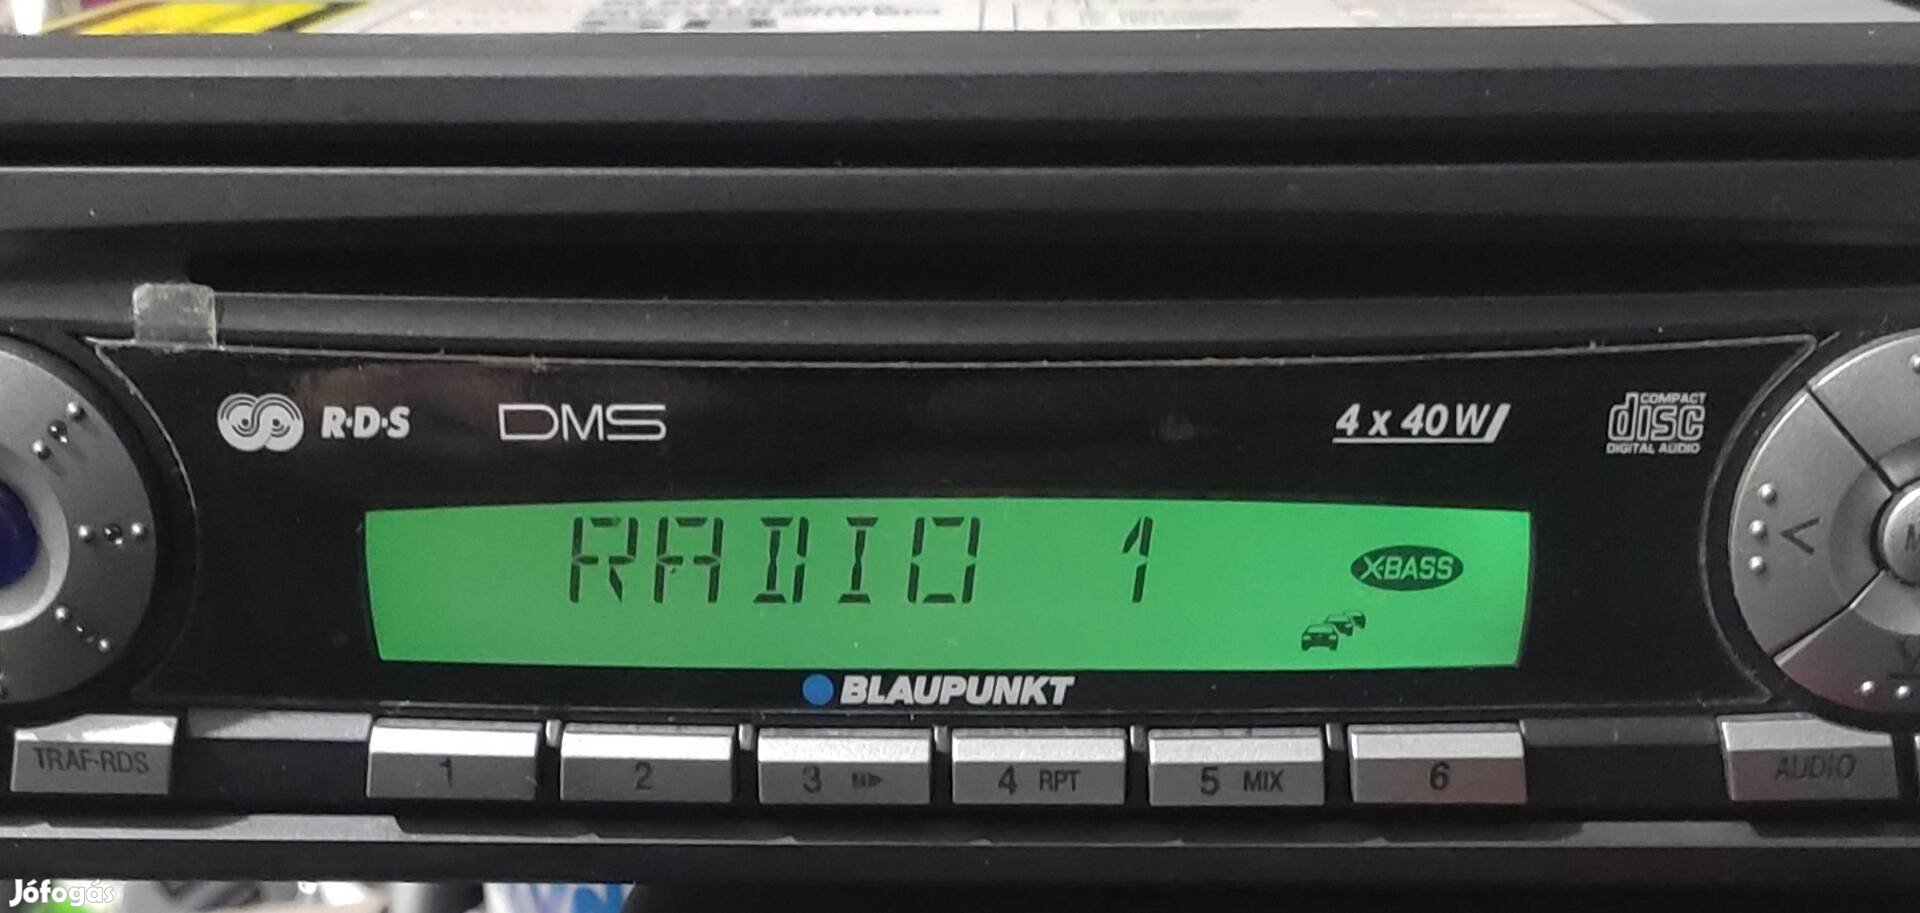 R·D·S DMS 4 x 40W COMPACT disc DIGITAL AUDIO
RADIO 1
X-BASS
BLAUPUNKT
TRAF·RDS 1 2 3 4 RPT 5 MIX 6 AUDIO
Jófogás